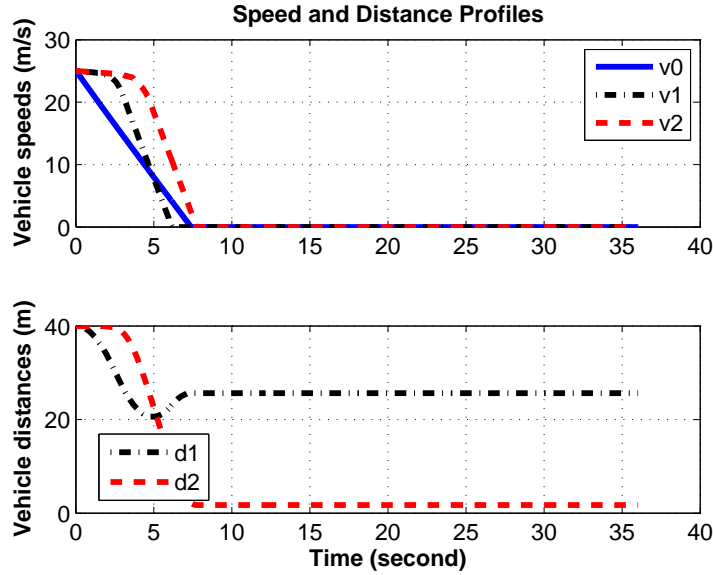 Speed and Distance Profiles
Vehicle speeds (m/s)
30
20
10
0
v0
v1
v2
0 5 10 15 20 25 30 35 40
Vehicle distances (m)
40
20
0
d1
d2
0 5 10 15 20 25 30 35 40
Time (second)